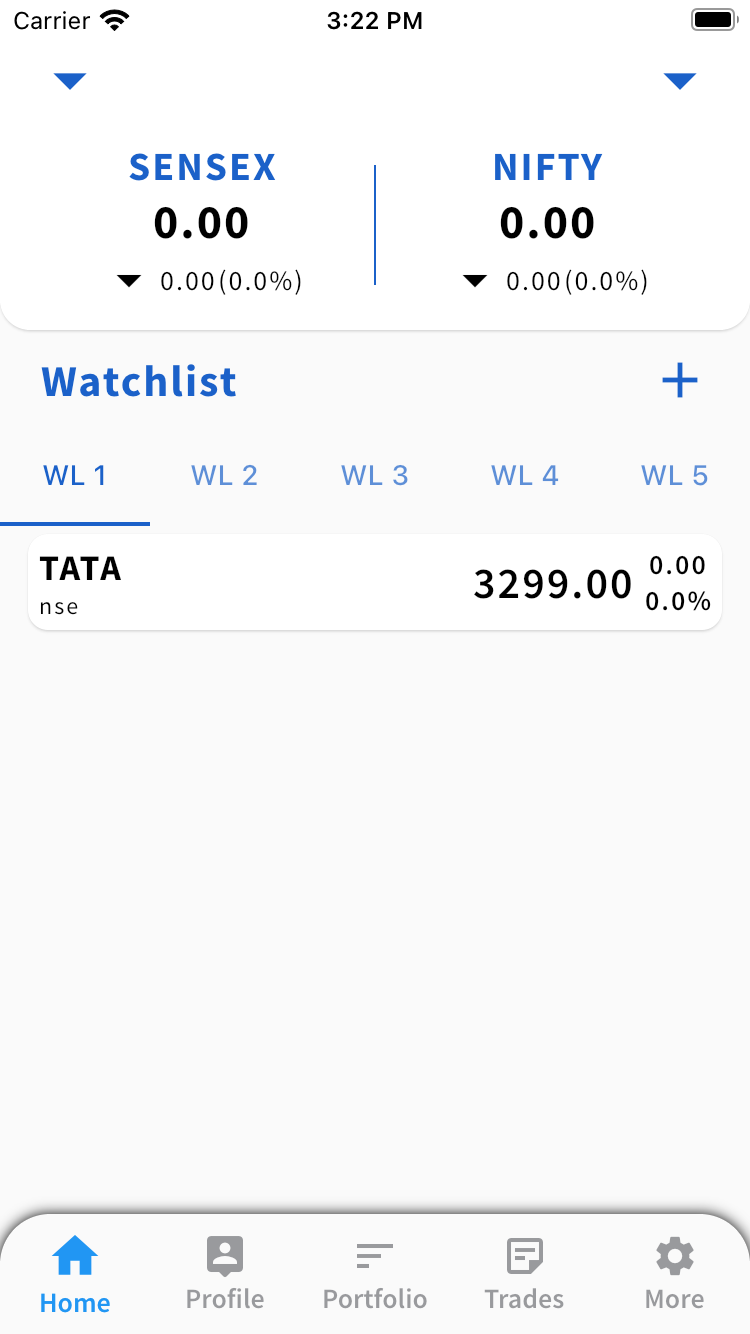 Carrier 3:22 PM
SENSEX NIFTY
0.00 0.00
0.00(0.0%) 0.00(0.0%)
Watchlist
WL 1 WL 2 WL 3 WL 4 WL 5
TATA 3299.00 0.00
nse 0.0%
Home Profile Portfolio Trades More